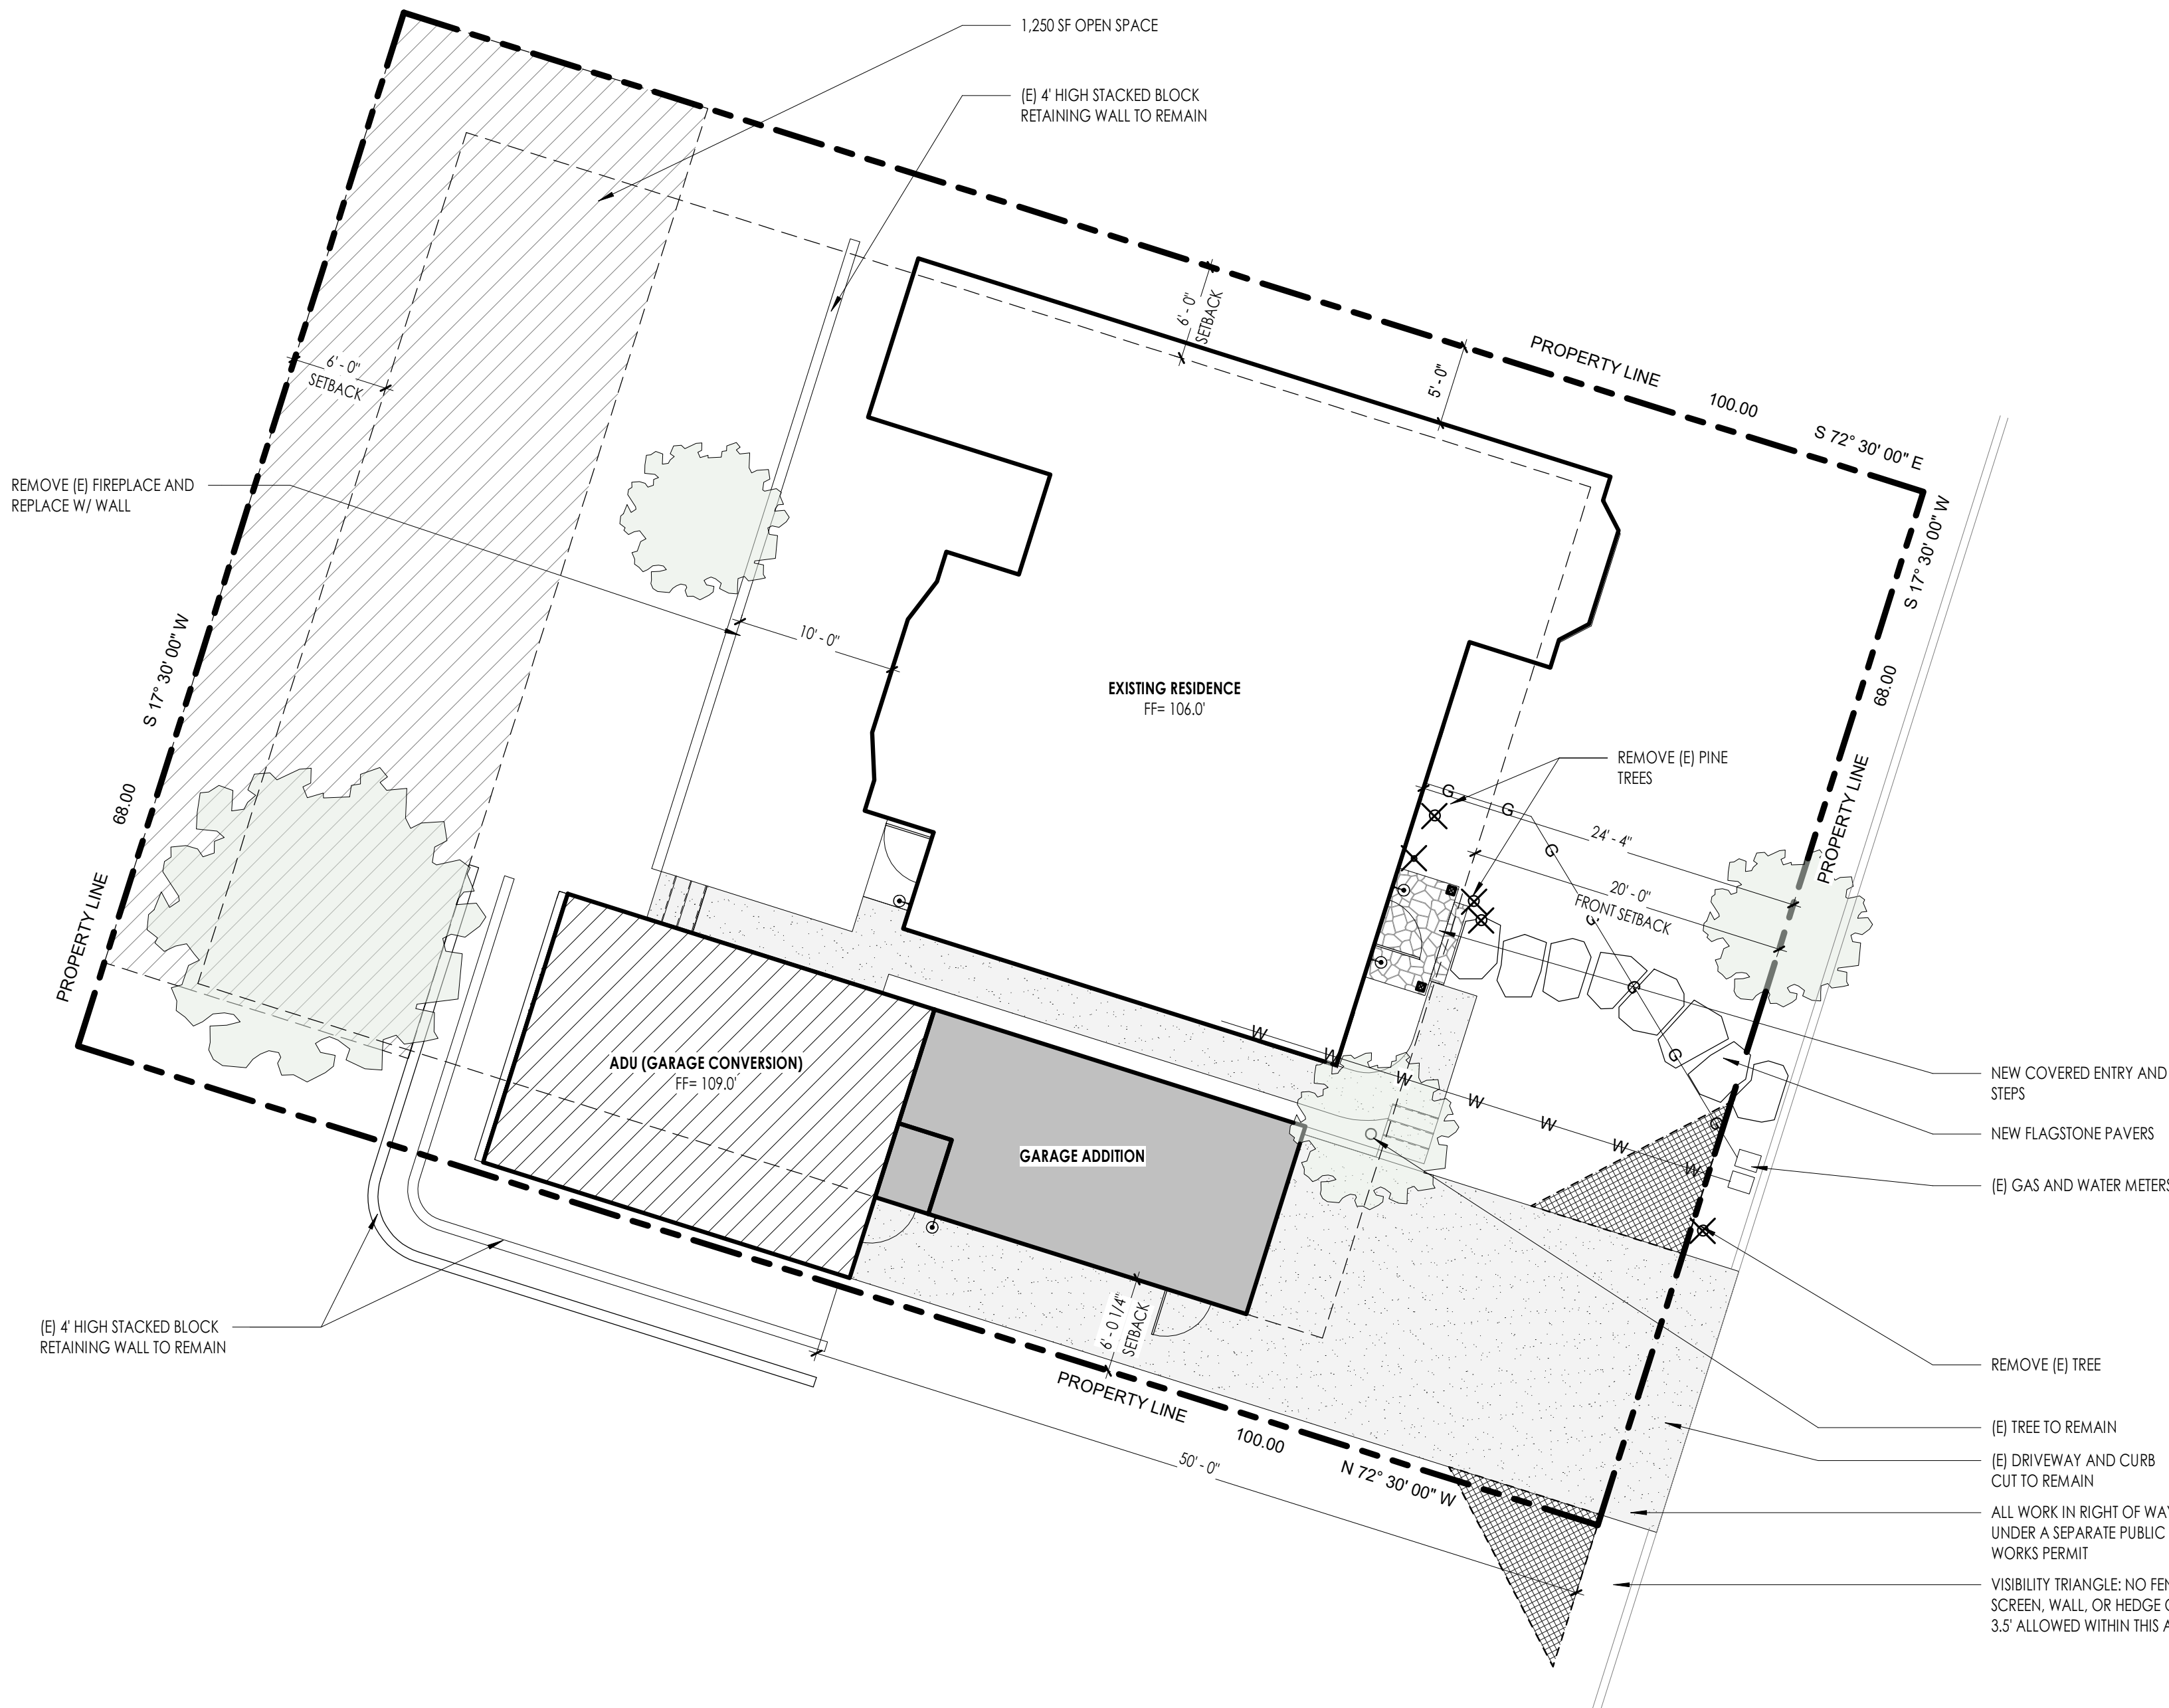 1,250 SF OPEN SPACE
(E) 4' HIGH STACKED BLOCK
RETAINING WALL TO REMAIN
6' - 0"
SETBACK
5' - 0"
PROPERTY LINE
100.00
S 72° 30' 00" E
6' - 0"
SETBACK
REMOVE (E) FIREPLACE AND
REPLACE W/ WALL
S 17° 30' 00" W
68.00
PROPERTY LINE
10' - 0"
S 17° 30' 00" W
68.00
PROPERTY LINE
EXISTING RESIDENCE
FF= 106.0'
REMOVE (E) PINE
TREES
G
G
G
G
G
G
G
24' - 4"
20' - 0"
FRONT SETBACK
W
W
W
W
W
W
W
ADU (GARAGE CONVERSION)
FF= 109.0'
GARAGE ADDITION
NEW COVERED ENTRY AND
STEPS
NEW FLAGSTONE PAVERS
(E) GAS AND WATER METERS
(E) 4' HIGH STACKED BLOCK
RETAINING WALL TO REMAIN
6' - 0 1/4"
SETBACK
PROPERTY LINE
100.00
N 72° 30' 00" W
50' - 0"
REMOVE (E) TREE
(E) TREE TO REMAIN
(E) DRIVEWAY AND CURB
CUT TO REMAIN
ALL WORK IN RIGHT OF WAY
UNDER A SEPARATE PUBLIC
WORKS PERMIT
VISIBILITY TRIANGLE: NO
SCREEN, WALL, OR HEDGE
3.5' ALLOWED WITHIN THIS